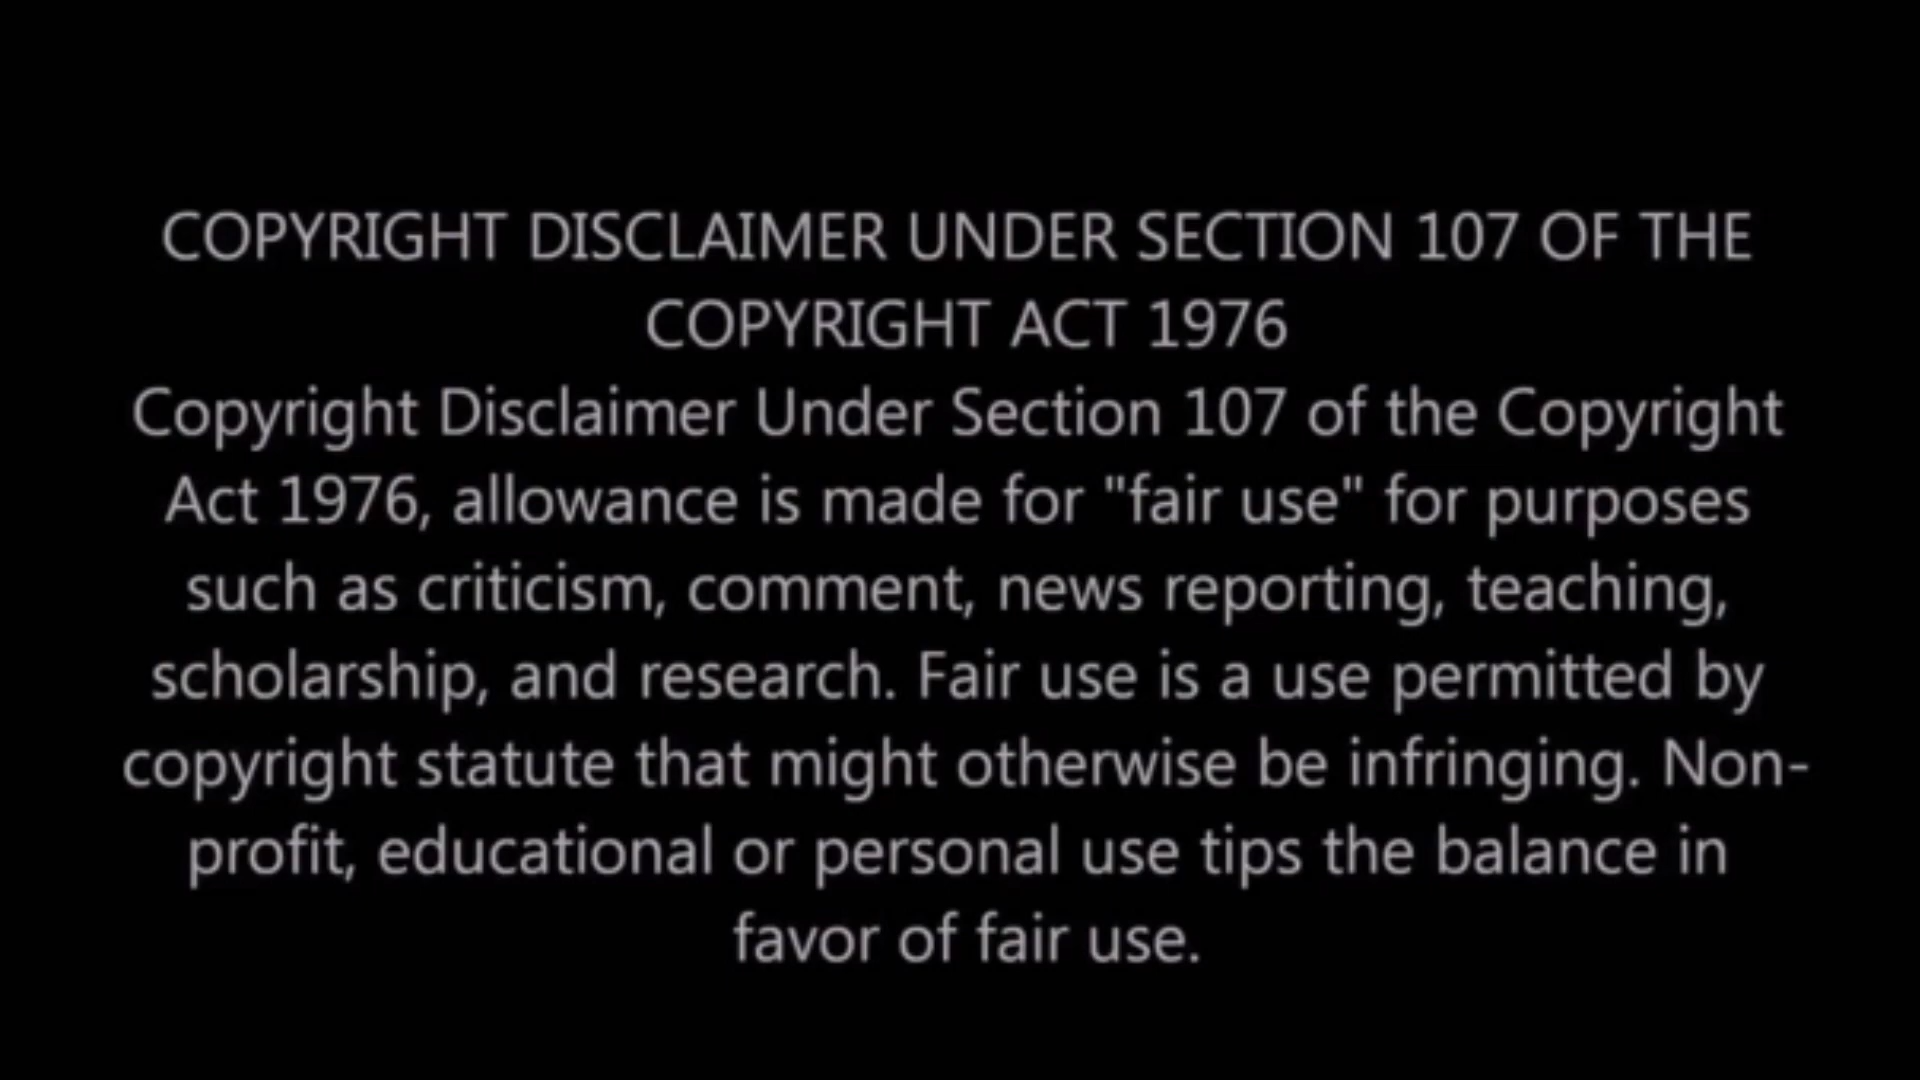 COPYRIGHT DISCLAIMER UNDER SECTION 107 OF THE
COPYRIGHT ACT 1976
Copyright Disclaimer Under Section 107 of the Copyright
Act 1976, allowance is made for "fair use" for purposes
such as criticism, comment, news reporting, teaching,
scholarship, and research. Fair use is a use permitted by
copyright statute that might otherwise be infringing. Non-
profit, educational or personal use tips the balance in
favor of fair use.